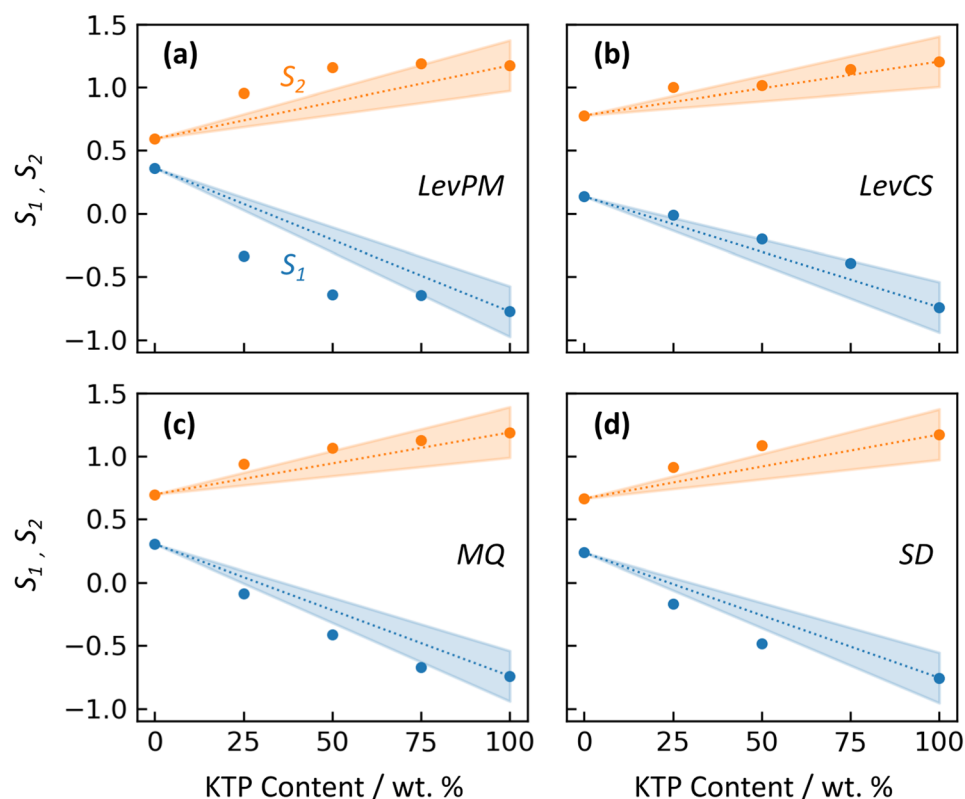 (a)
(b)
1.5
1.0
0.5
0.0
−0.5
−1.0
S₁ , S₂
S₂
S₁
LevPM
LevCS
(c)
(d)
1.5
1.0
0.5
0.0
−0.5
−1.0
S₁ , S₂
MQ
SD
0 25 50 75 100
0 25 50 75 100
KTP Content / wt. %
KTP Content / wt. %